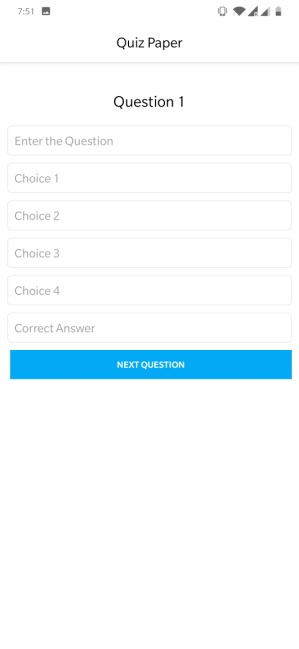 7:51
Quiz Paper
Question 1
Enter the Question
Choice 1
Choice 2
Choice 3
Choice 4
Correct Answer
NEXT QUESTION